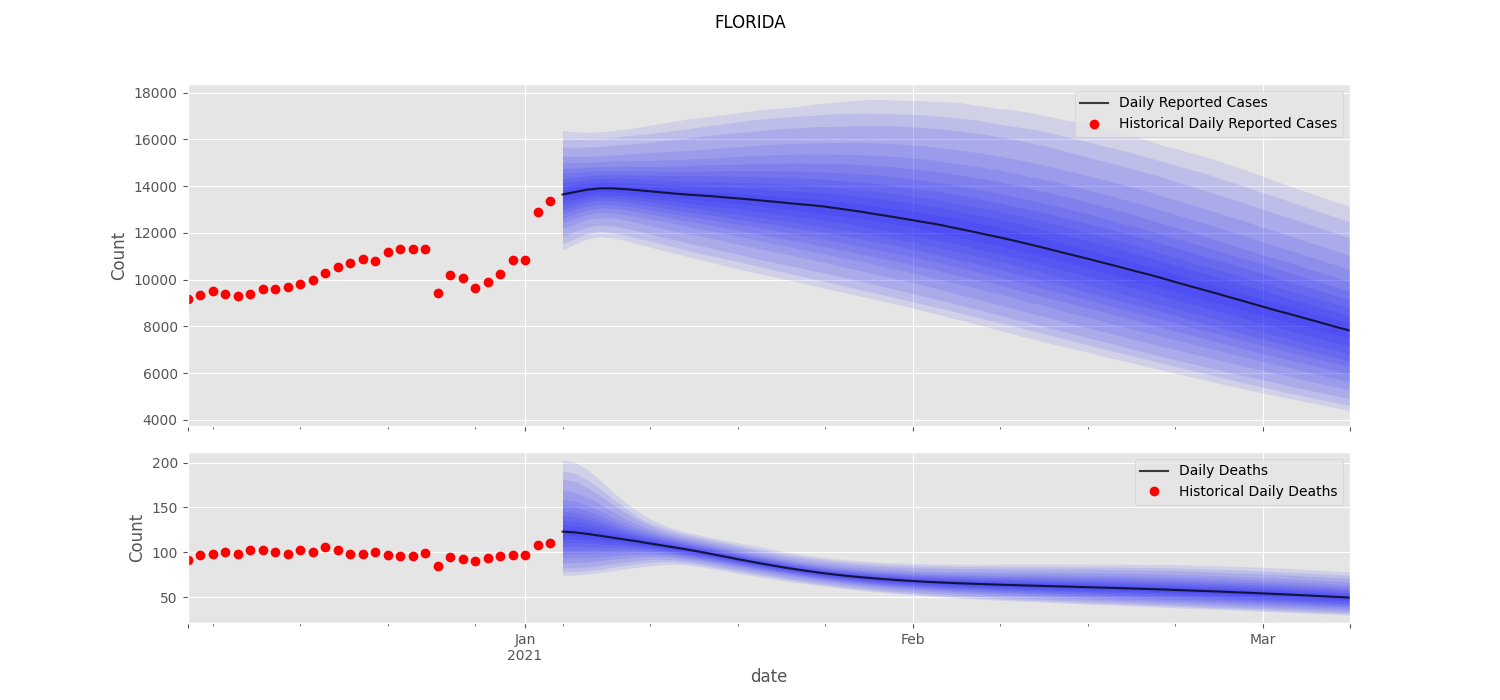 FLORIDA
18000
16000
14000
12000
10000
8000
6000
4000
Count
Daily Reported Cases
Historical Daily Reported Cases
200
150
100
50
Count
Daily Deaths
Historical Daily Deaths
Jan
2021
Feb
Mar
date